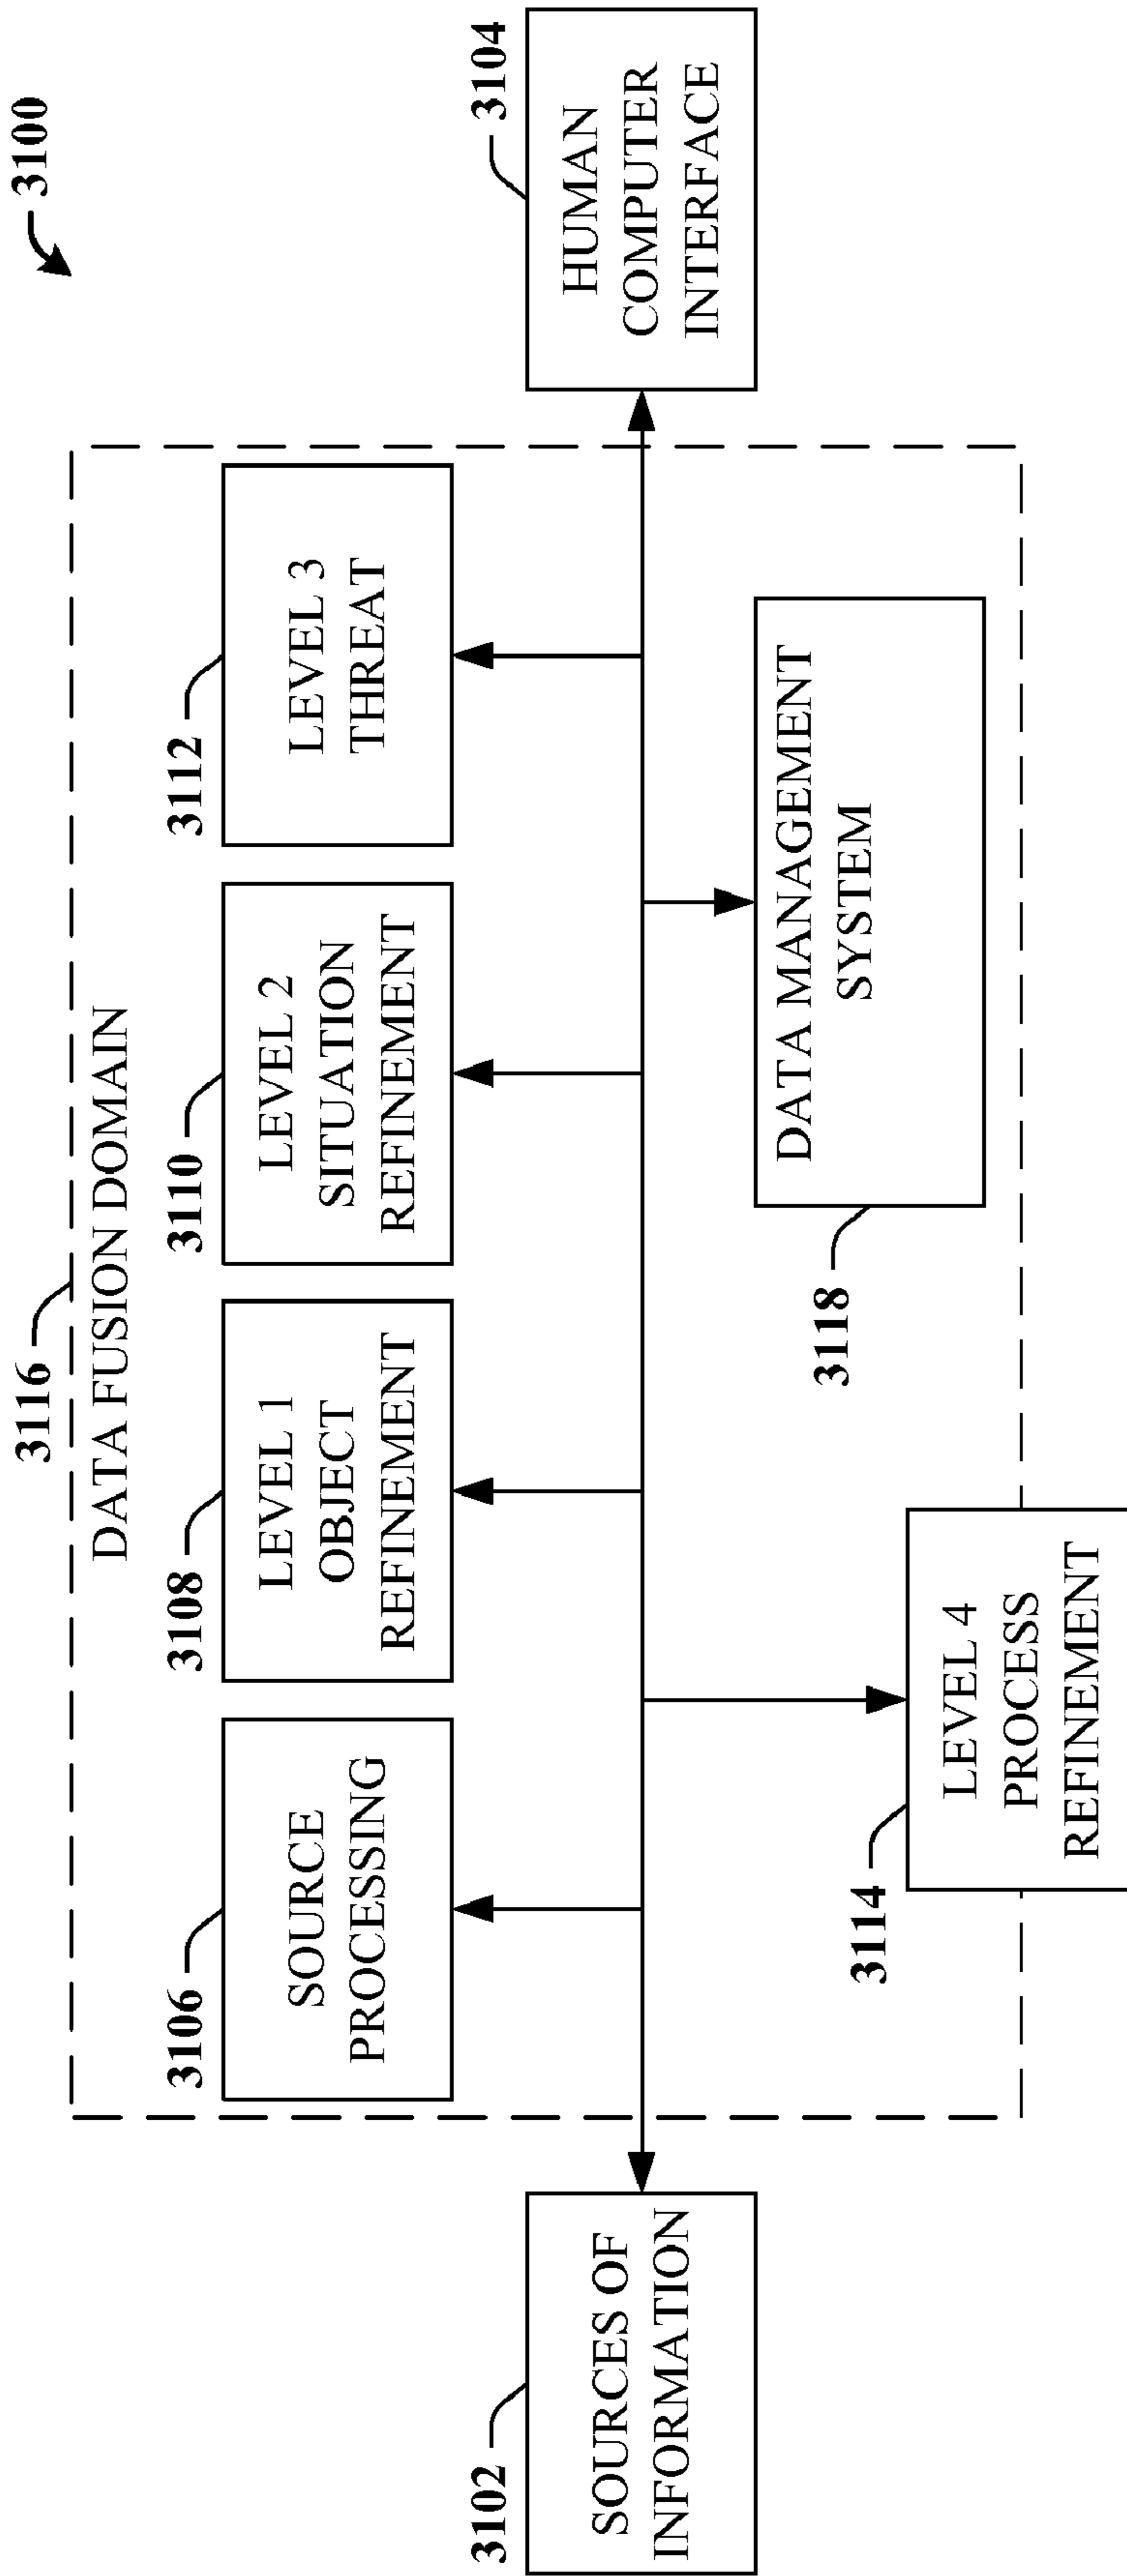 3100
3116
DATA FUSION DOMAIN
3106
SOURCE
PROCESSING
3108
LEVEL 1
OBJECT
REFINEMENT
3110
LEVEL 2
SITUATION
REFINEMENT
3112
LEVEL 3
THREAT
3102
SOURCES OF
INFORMATION
3104
HUMAN
COMPUTER
INTERFACE
3114
LEVEL 4
PROCESS
REFINEMENT
3118
DATA MANAGEMENT
SYSTEM